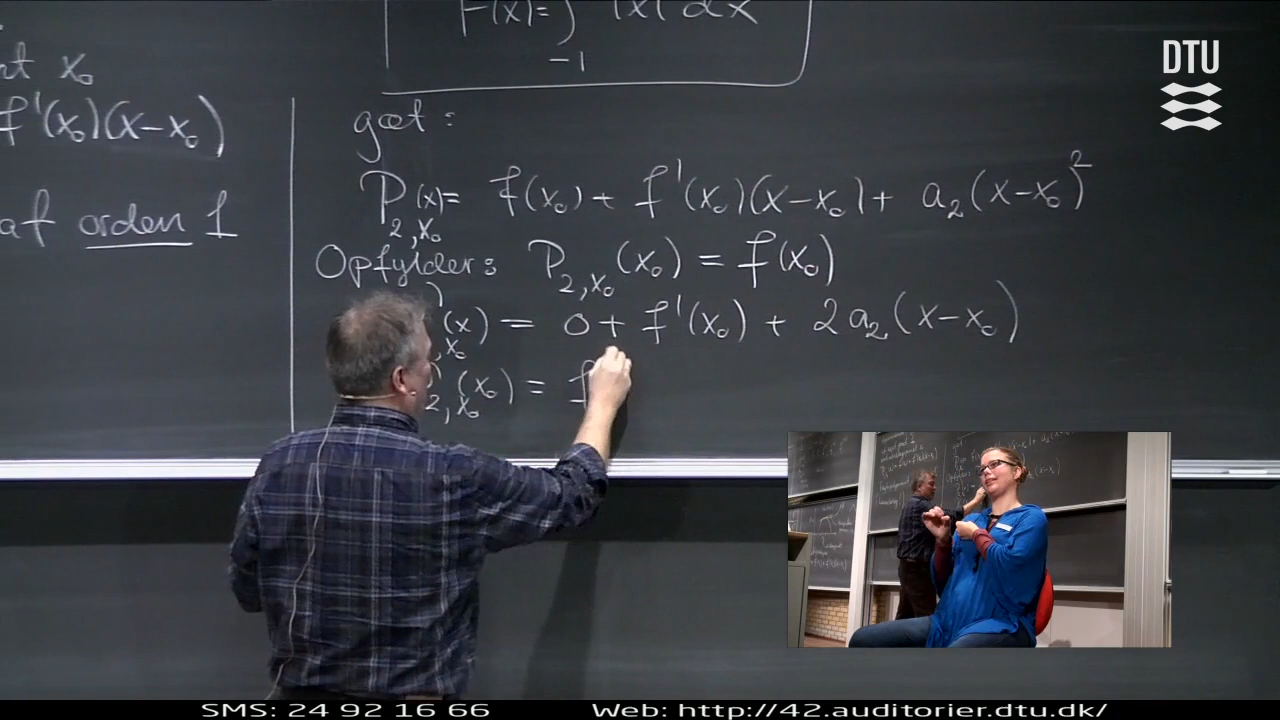 x₀
f'(x₀)(x-x₀)
af orden 1
F(x)= ∫ |x| dx
-1
gæt :
P₂,ₓ₀(x)= f(x₀) + f'(x₀)(x-x₀) + a₂(x-x₀)²
Opfylder: P₂,ₓ₀(x₀) = f(x₀)
(x) = 0 + f'(x₀) + 2a₂(x-x₀)
₂,ₓ₀(x₀) = f
DTU
SMS: 24 92 16 66 Web: http://42.auditorier.dtu.dk/